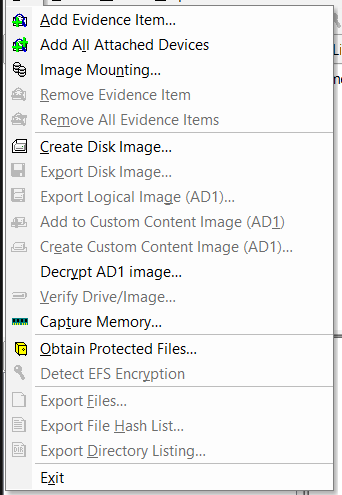 Add Evidence Item...
Add All Attached Devices
Image Mounting...
Remove Evidence Item
Remove All Evidence Items
Create Disk Image...
Export Disk Image...
Export Logical Image (AD1)...
Add to Custom Content Image (AD1)
Create Custom Content Image (AD1)...
Decrypt AD1 image...
Verify Drive/Image...
Capture Memory...
Obtain Protected Files...
Detect EFS Encryption
Export Files...
Export File Hash List...
Export Directory Listing...
Exit